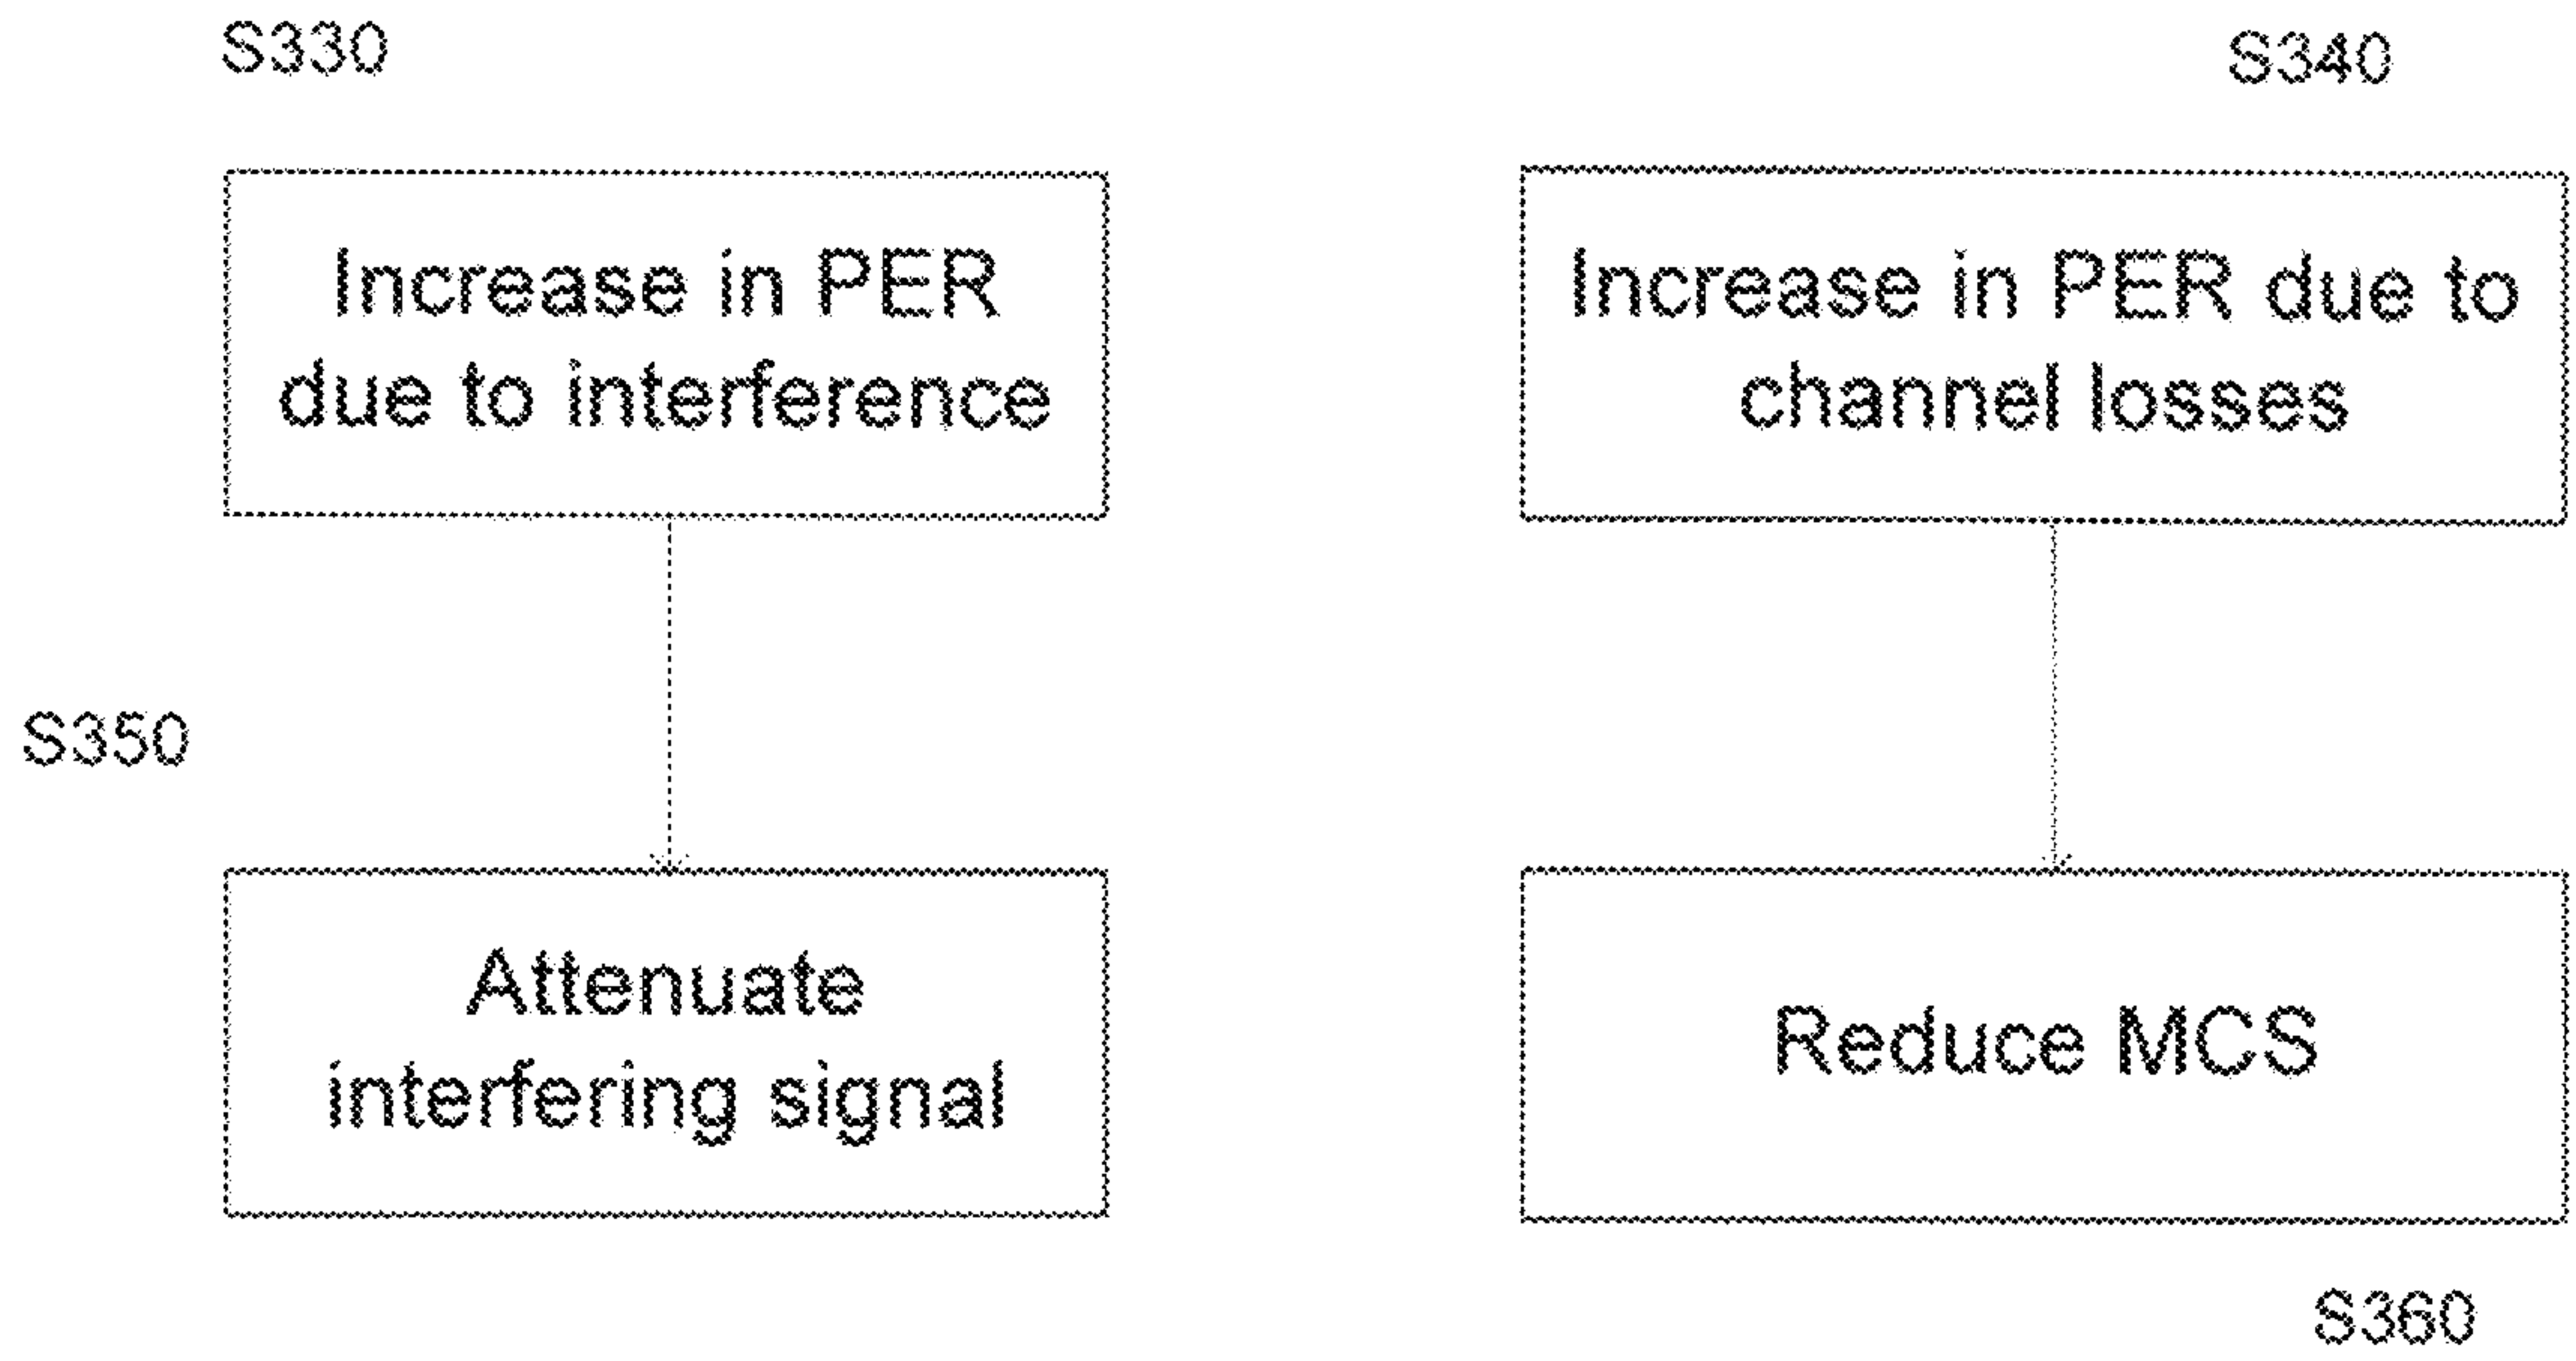 S330
S340
Increase in PER
due to interference
Increase in PER due to
channel losses
S350
Attenuate
interfering signal
Reduce MCS
S360